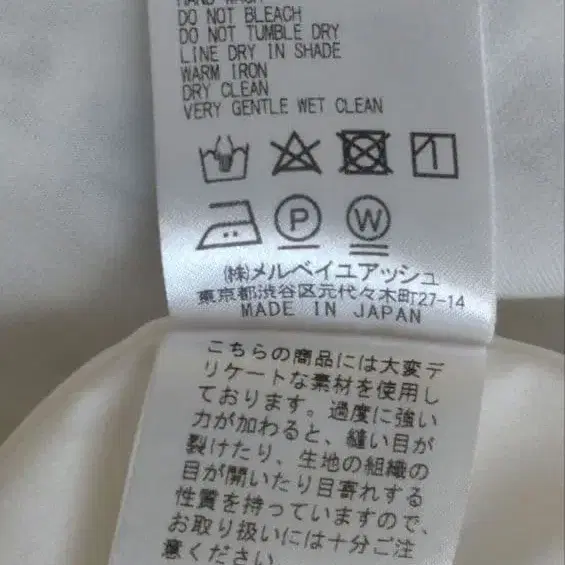 HAND WASH
DO NOT BLEACH
DO NOT TUMBLE DRY
LINE DRY IN SHADE
WARM IRON
DRY CLEAN
VERY GENTLE WET CLEAN
P W
(株)メルベイユアッシュ
東京都渋谷区元代々木町27-14
MADE IN JAPAN
こちらの商品には大変デ
リケートな素材を使用し
ております。過度に強い
力が加わると、縫い目が
裂けたり、生地の組織の
目が開いたり目寄れする
性質を持っていますので、
お取り扱いには十分ご注
意ください